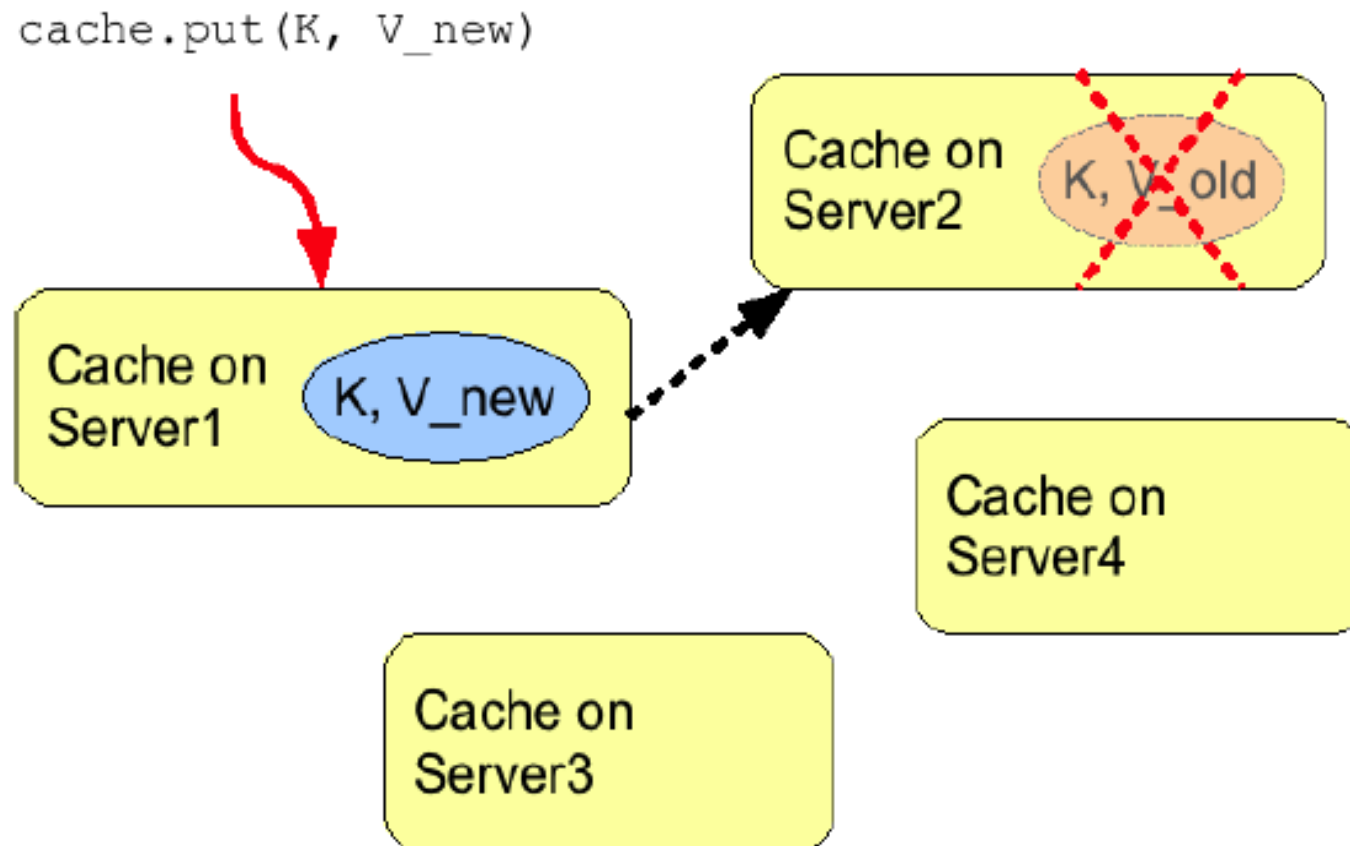 cache.put(K, V_new)
Cache on
Server2
K, V_old
Cache on
Server1
K, V_new
Cache on
Server4
Cache on
Server3